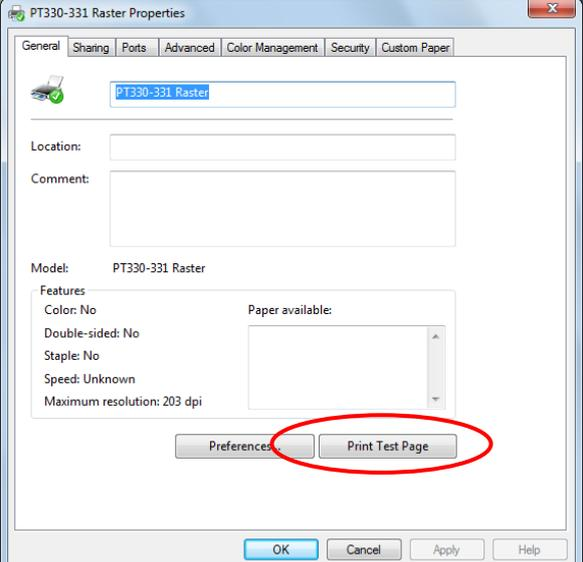 PT330-331 Raster Properties
General Sharing Ports Advanced Color Management Security Custom Paper
PT330-331 Raster
Location:
Comment:
Model: PT330-331 Raster
Features
Color: No Paper available:
Double-sided: No
Staple: No
Speed: Unknown
Maximum resolution: 203 dpi
Preferences... Print Test Page
OK Cancel Apply Help